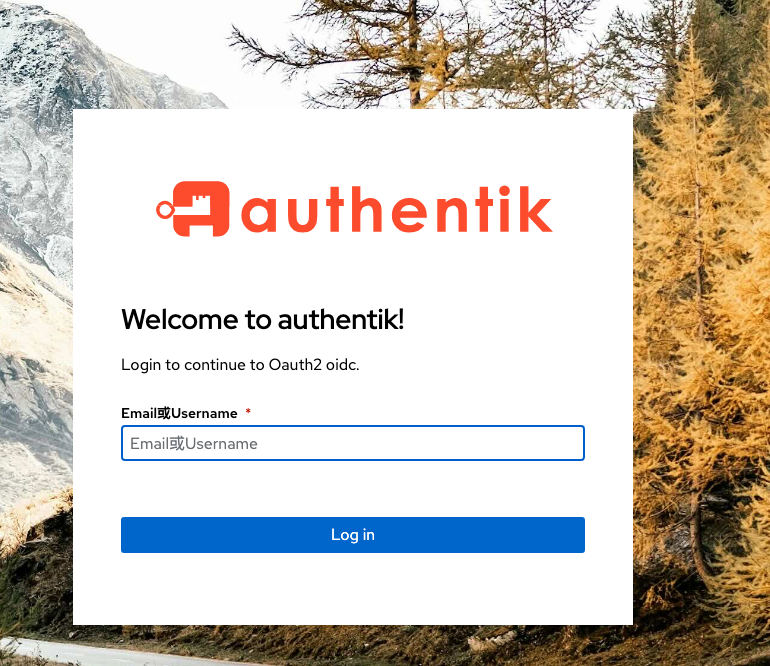 authentik
Welcome to authentik!
Login to continue to Oauth2 oidc.
Email或Username *
Email或Username
Log in